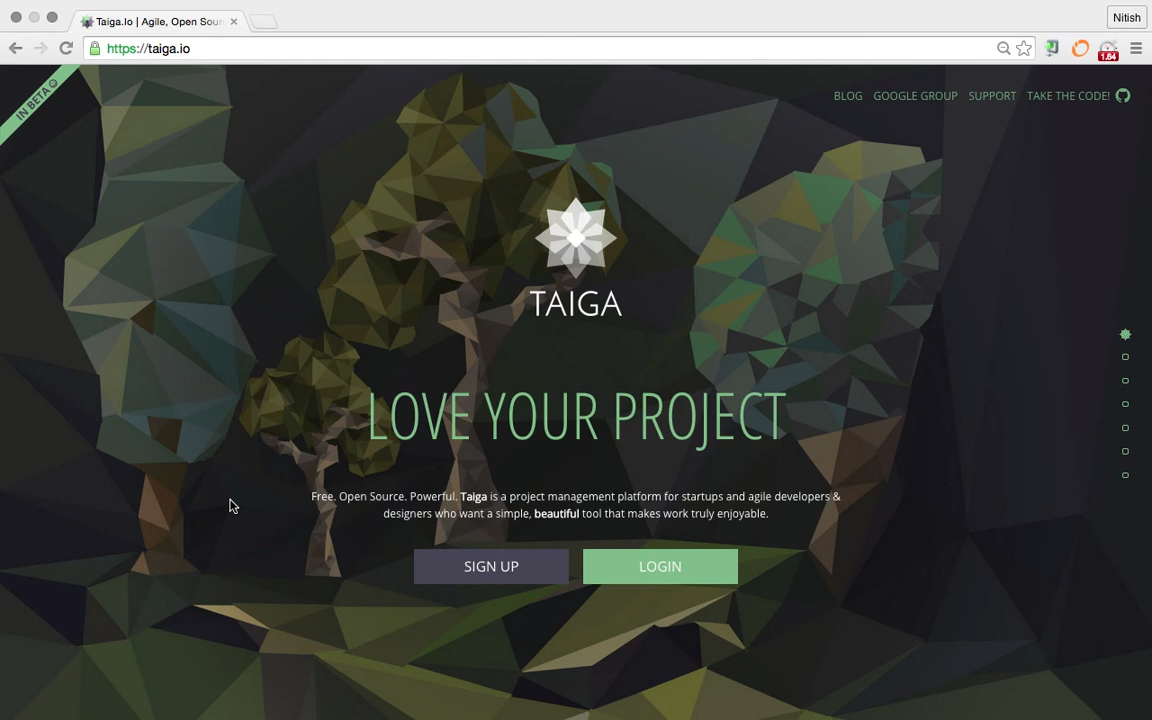 Taiga.Io | Agile, Open Sour
Nitish
https://taiga.io
1.64
IN BETA
BLOG GOOGLE GROUP SUPPORT TAKE THE CODE!
TAIGA
LOVE YOUR PROJECT
Free. Open Source. Powerful. Taiga is a project management platform for startups and agile developers &
designers who want a simple, beautiful tool that makes work truly enjoyable.
SIGN UP LOGIN